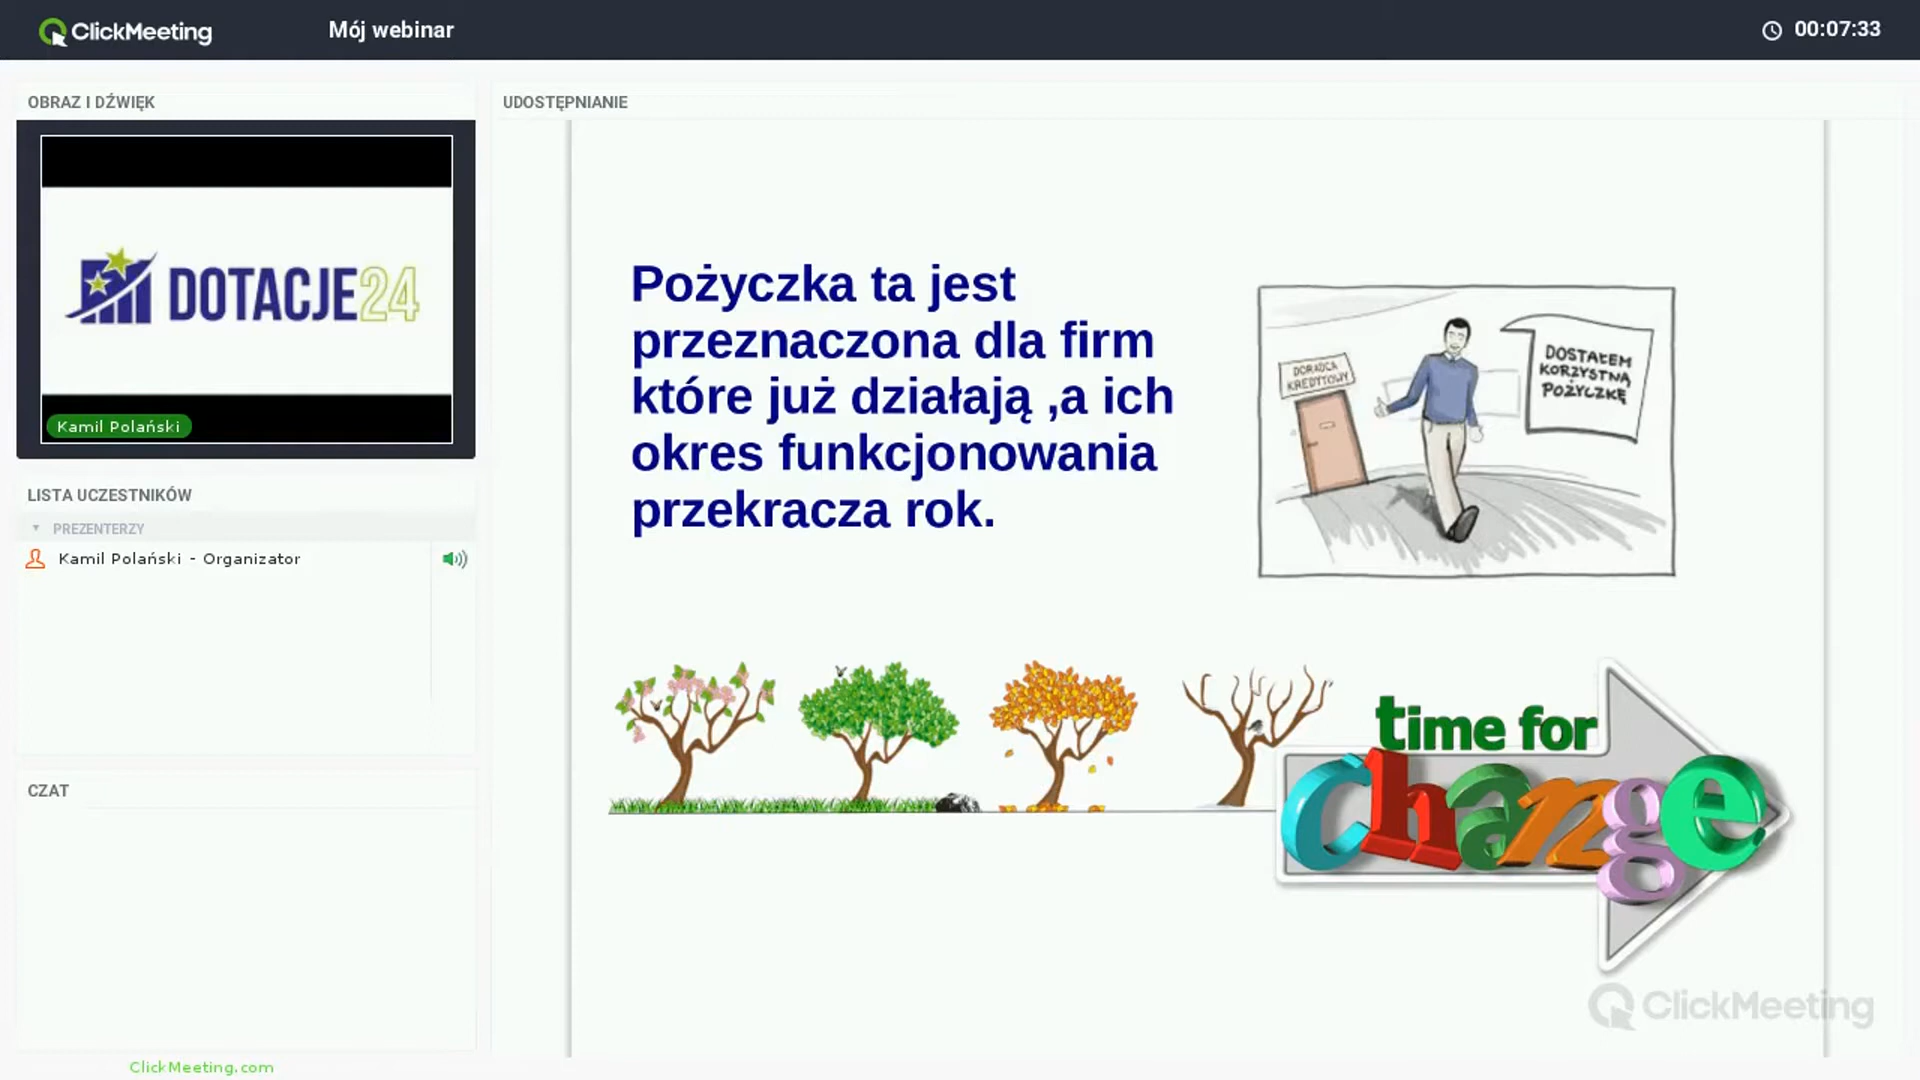 ClickMeeting
Mój webinar
00:07:33
OBRAZ I DŹWIĘK
DOTACJE24
Kamil Polański
LISTA UCZESTNIKÓW
PREZENTERZY
Kamil Polański - Organizator
CZAT
ClickMeeting.com
UDOSTĘPNIANIE
Pożyczka ta jest
przeznaczona dla firm
które już działają ,a ich
okres funkcjonowania
przekracza rok.
DORADCA
KREDYTOWY
DOSTAŁEM
KORZYSTNĄ
POŻYCZKĘ
time for
change
ClickMeeting